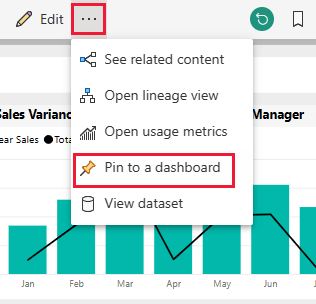 Edit ...
See related content
Open lineage view
Sales Varianc
Manager
ear Sales
Tota
Open usage metrics
Pin to a dashboard
View dataset
Jan Feb Mar Apr May Jun